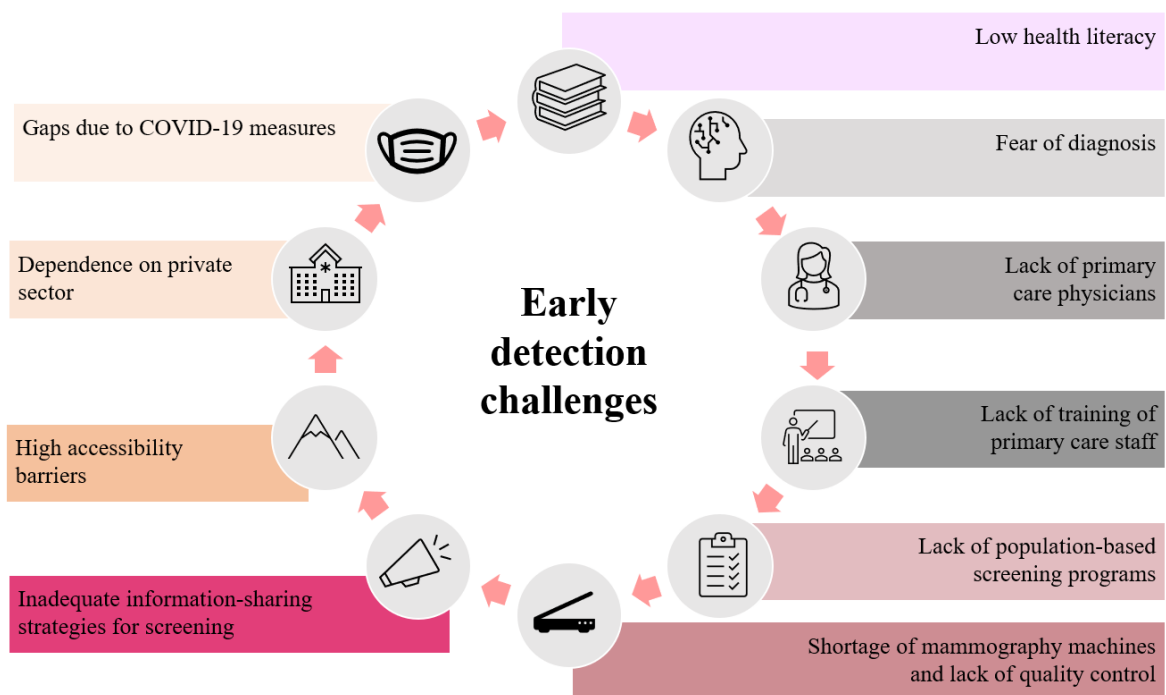 Low health literacy
Fear of diagnosis
Lack of primary
care physicians
Lack of training of
primary care staff
Lack of population-based
screening programs
Shortage of mammography machines
and lack of quality control
Inadequate information-sharing
strategies for screening
High accessibility
barriers
Dependence on private
sector
Gaps due to COVID-19 measures
Early
detection
challenges